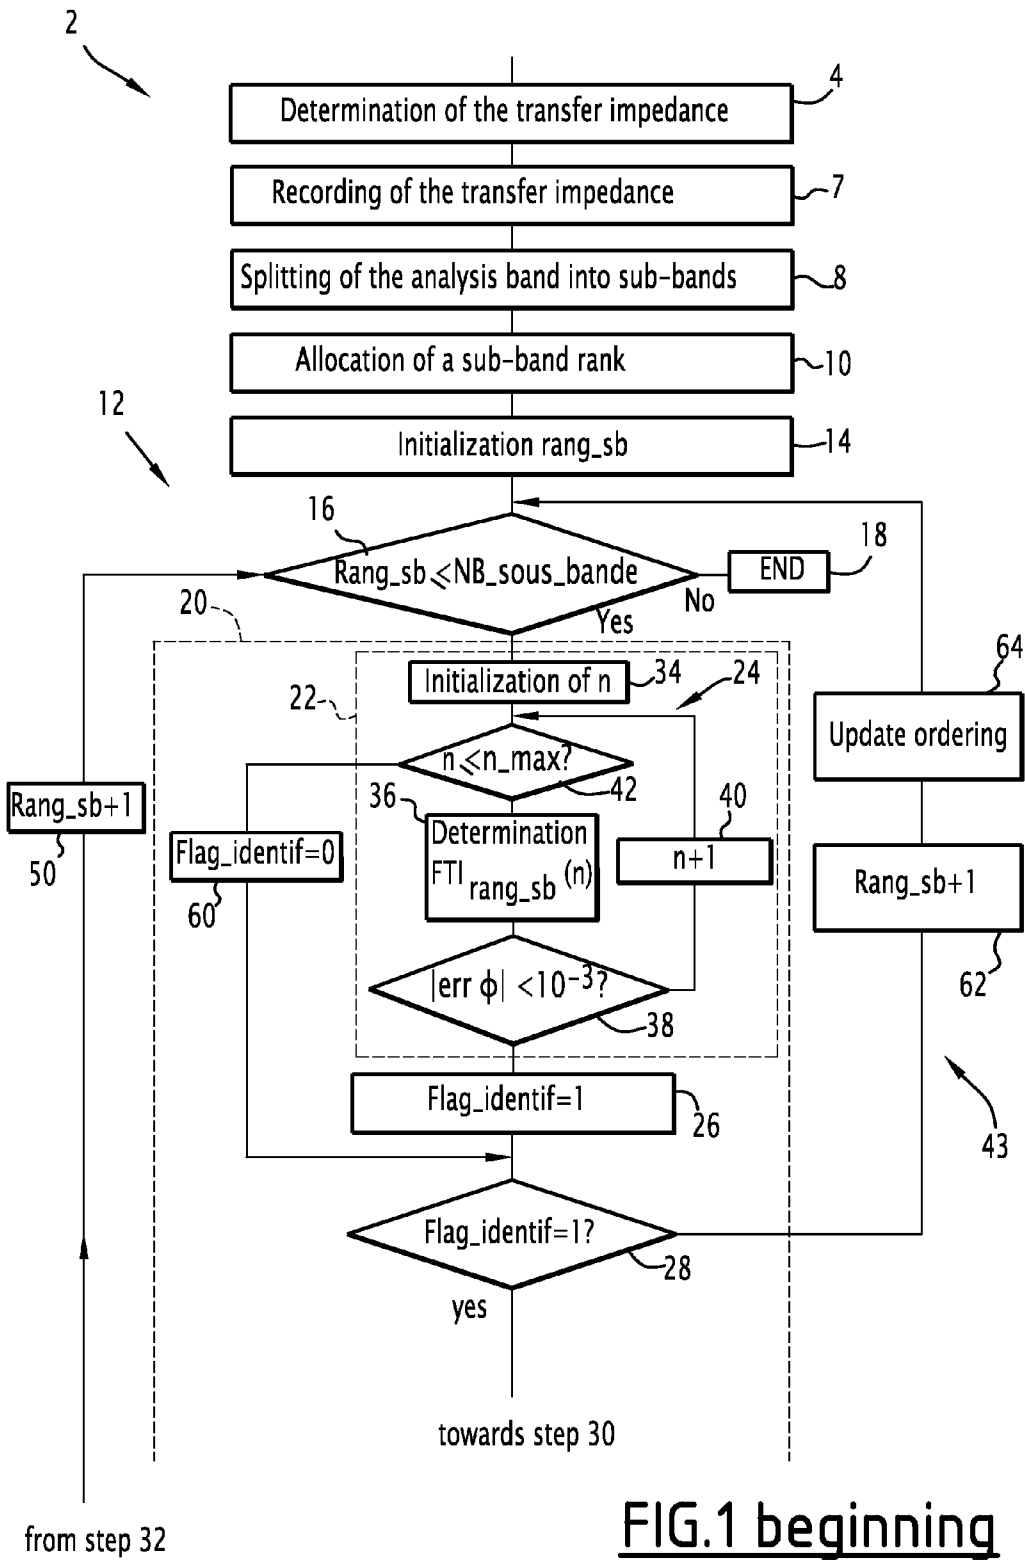 2
4
Determination of the transfer impedance
Recording of the transfer impedance
7
Splitting of the analysis band into sub-bands
8
Allocation of a sub-band rank
10
12
Initialization rang_sb
14
16
18
Rang_sb ⩽ NB_sous_bande
END
No
Yes
20
64
Initialization of n
34
24
22
Update ordering
n ⩽ n_max?
42
36
40
Rang_sb+1
50
Flag_identif=0
60
Determination
FTI rang_sb (n)
n+1
Rang_sb+1
62
|err ϕ| <10⁻³?
38
Flag_identif=1
26
43
Flag_identif=1?
28
yes
towards step 30
from step 32
FIG.1 beginning